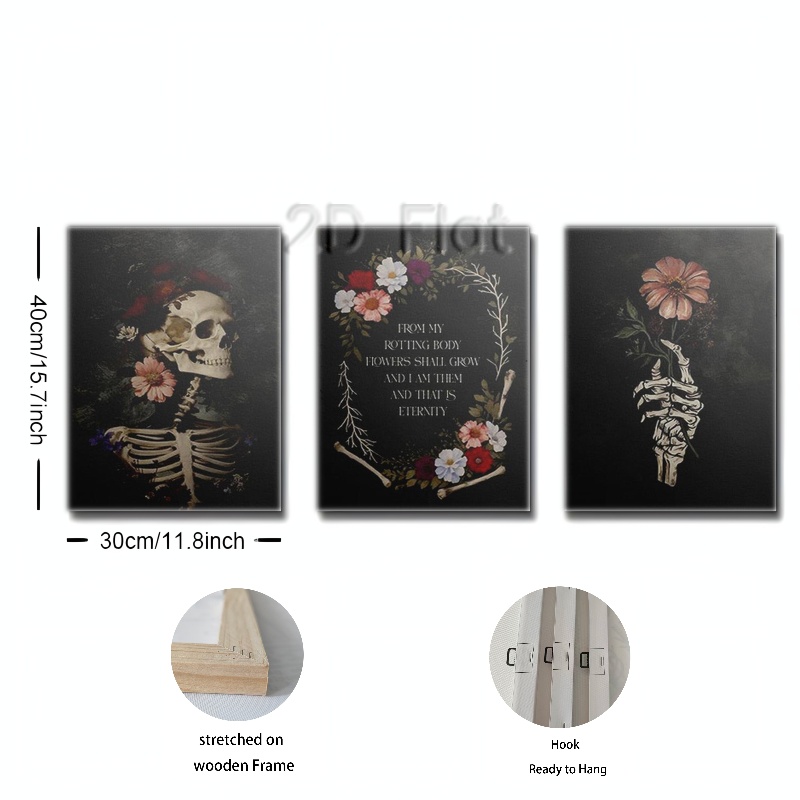 2D Flat
40cm/15.7inch
FROM MY
ROTTING BODY
FLOWERS SHALL GROW
AND I AM THEM
AND THAT IS
ETERNITY
30cm/11.8inch
stretched on
wooden Frame
Hook
Ready to Hang